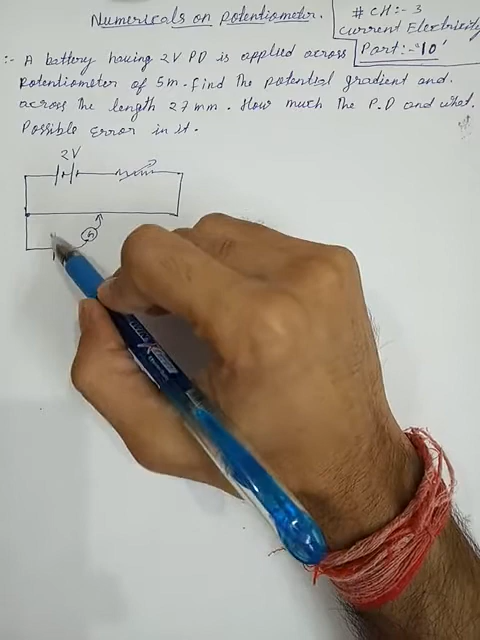 Numericals on potentiometer.
# CH:- 3
Current Electricity
Part:-'10'
:- A battery having 2V PD is applied across
Potentiometer of 5m. find the potential gradient and.
across the length 27mm. How much the P.D and what.
Possible Error in it.
2V
G